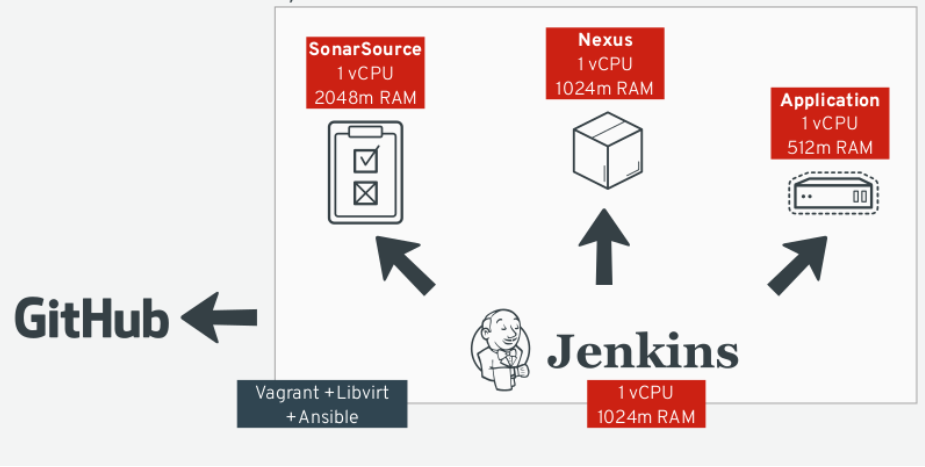 SonarSource
1 vCPU
2048m RAM
Nexus
1 vCPU
1024m RAM
Application
1 vCPU
512m RAM
GitHub
Jenkins
Vagrant +Libvirt
+Ansible
1 vCPU
1024m RAM